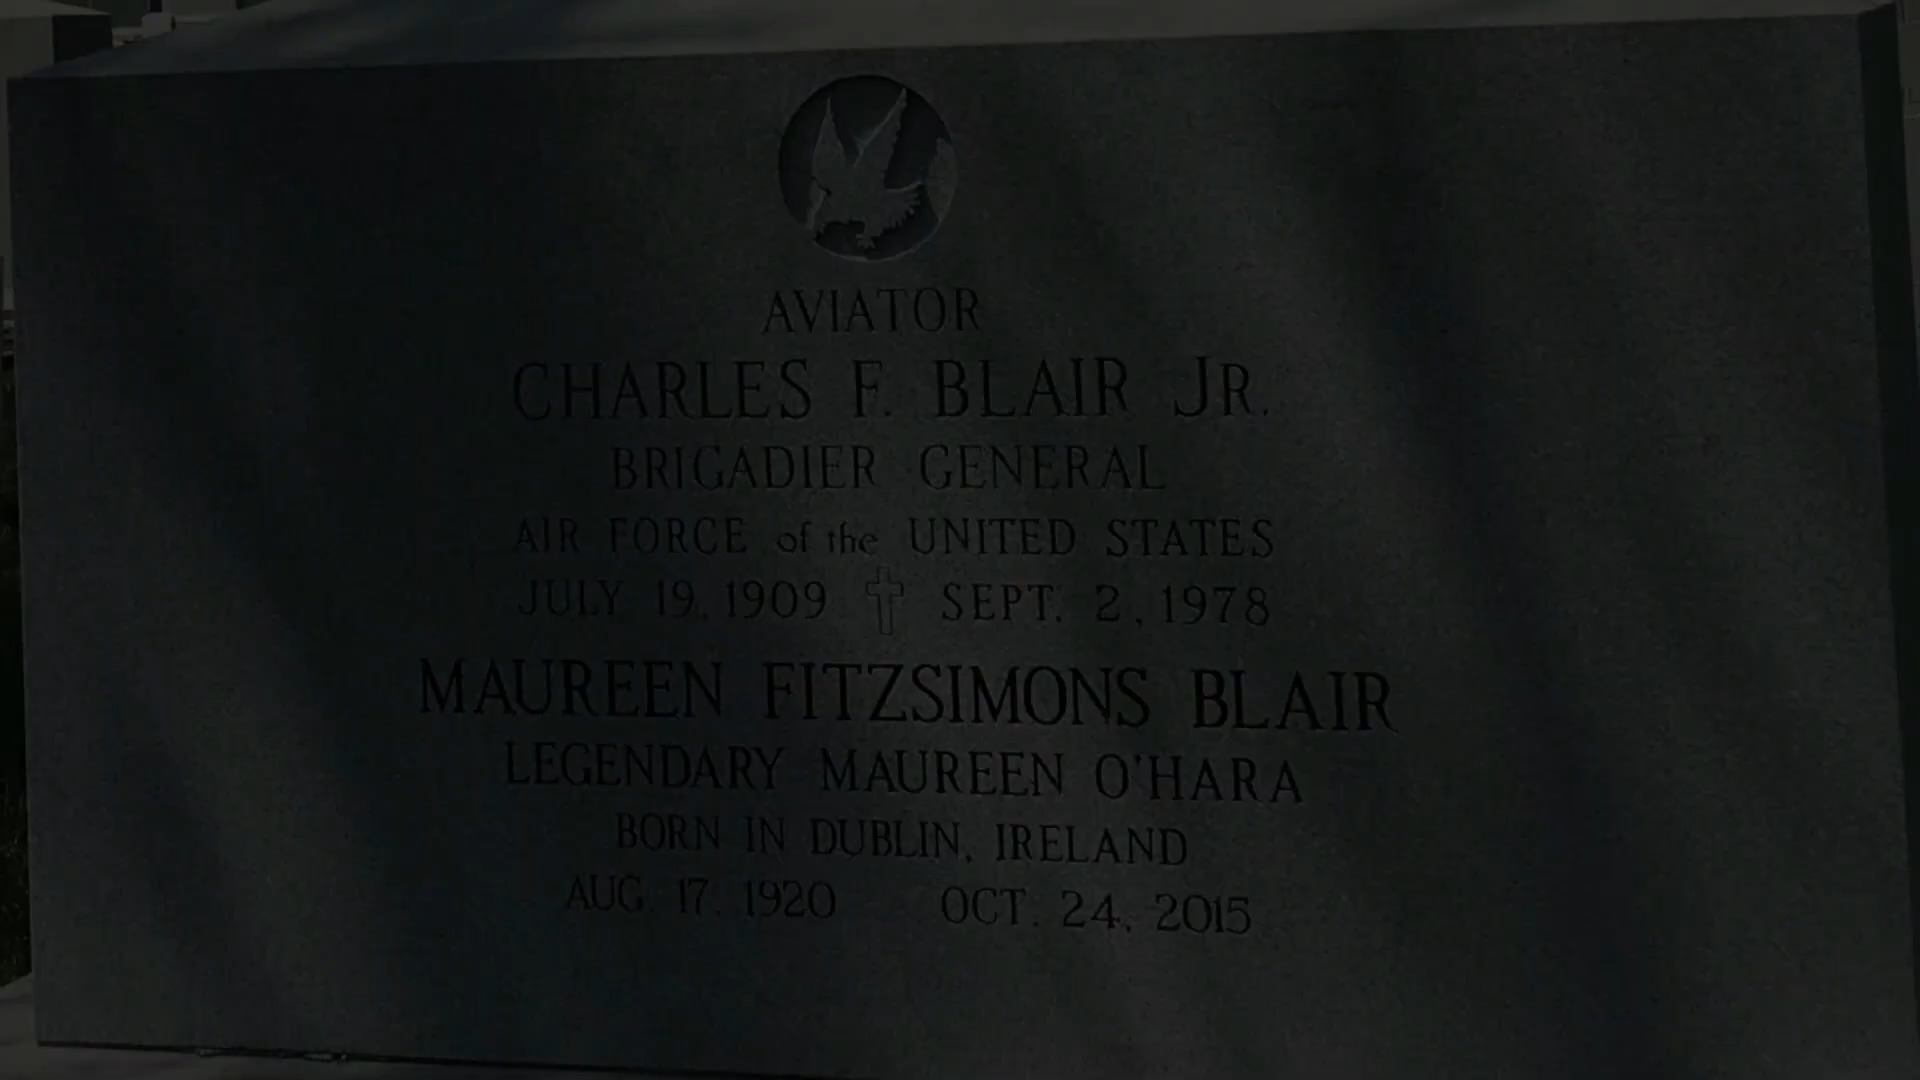 AVIATOR
CHARLES F. BLAIR JR.
BRIGADIER GENERAL
AIR FORCE of the UNITED STATES
JULY 19, 1909 SEPT. 2, 1978
MAUREEN FITZSIMONS BLAIR
LEGENDARY MAUREEN O'HARA
BORN IN DUBLIN, IRELAND
AUG. 17, 1920 OCT. 24, 2015